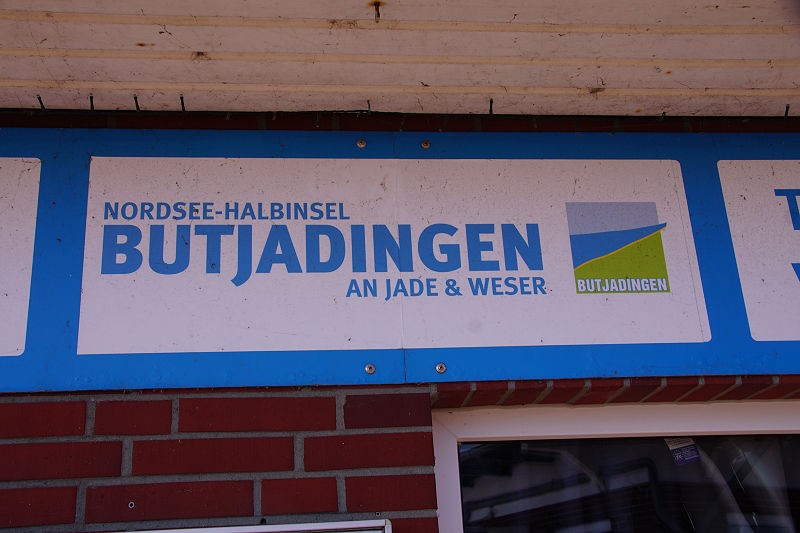 NORDSEE-HALBINSEL
BUTJADINGEN
AN JADE & WESER
BUTJADINGEN